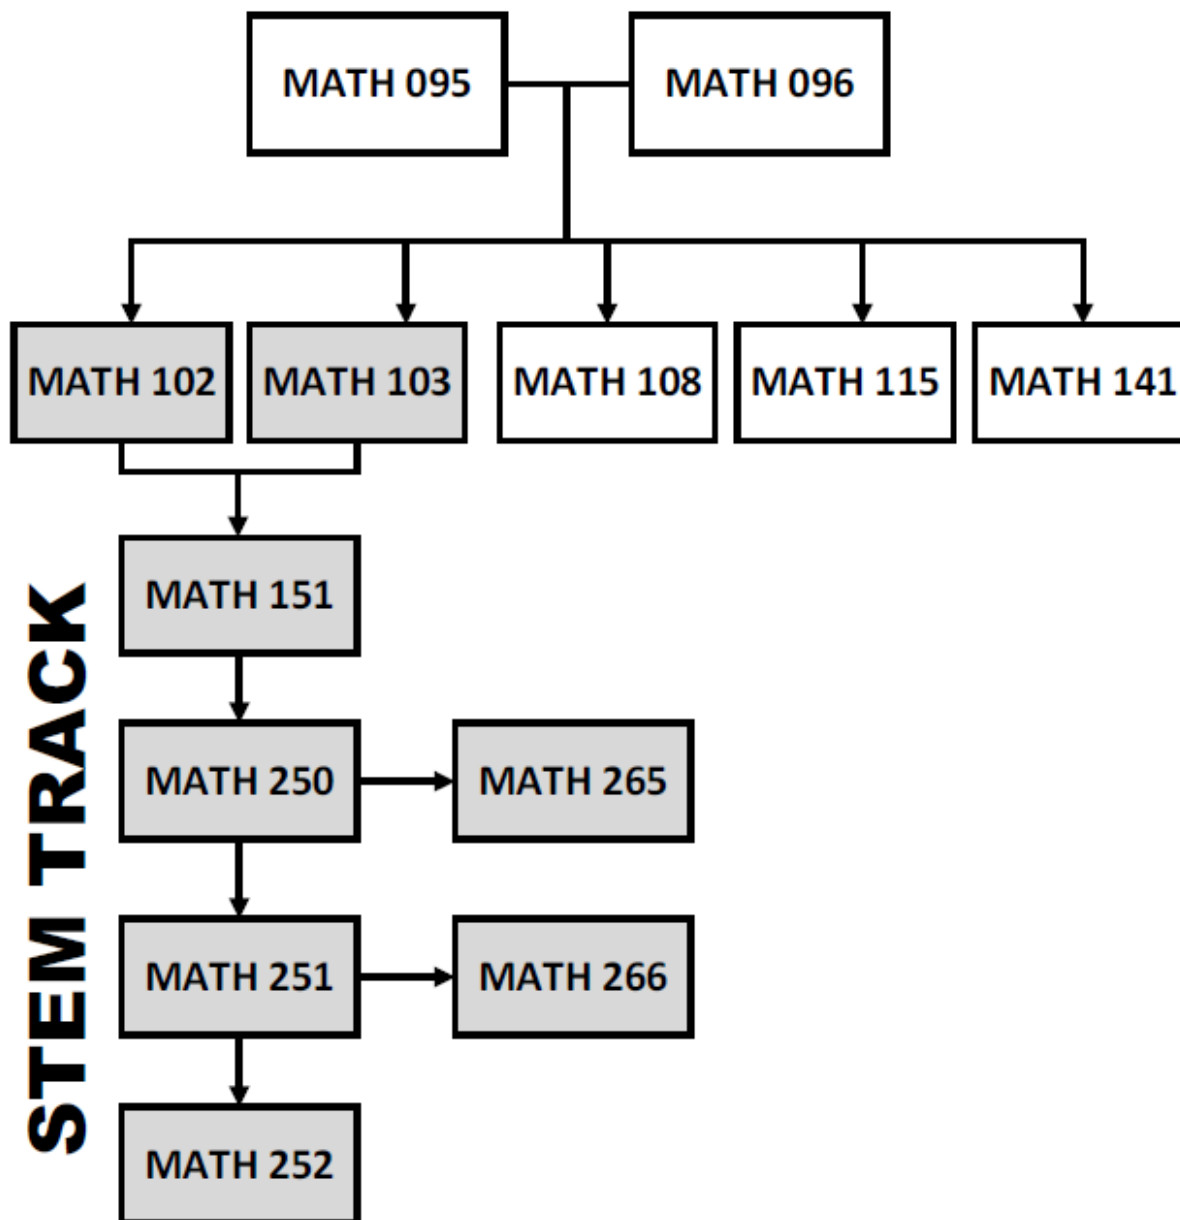 MATH 095
MATH 096
MATH 102
MATH 103
MATH 108
MATH 115
MATH 141
MATH 151
STEM TRACK
MATH 250
MATH 265
MATH 251
MATH 266
MATH 252